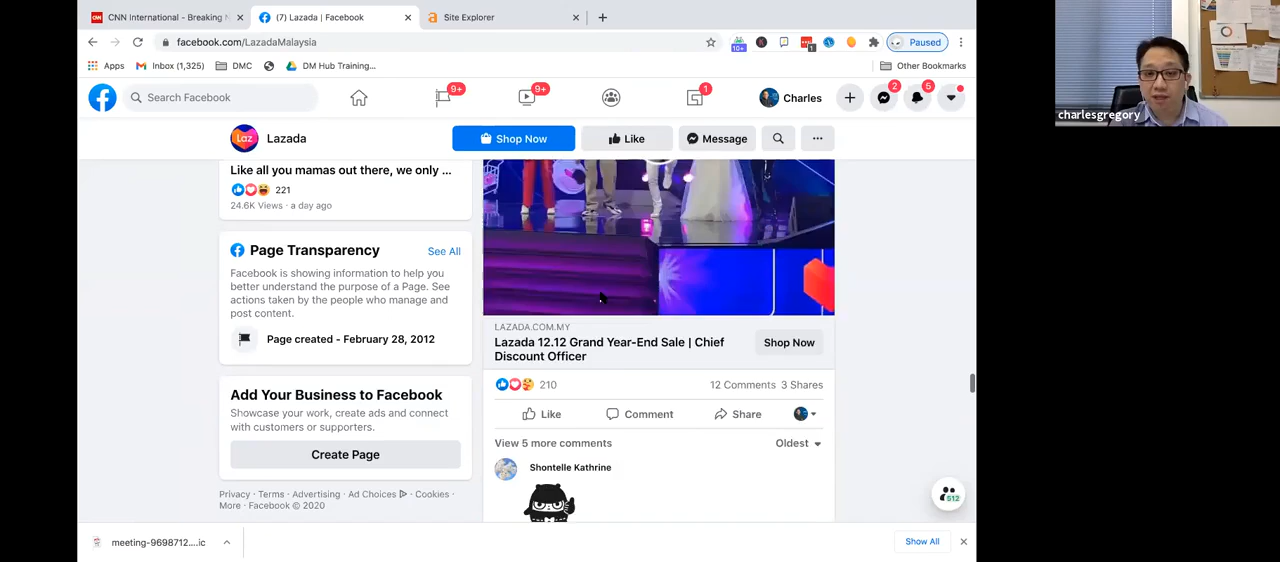 CNN International - Breaking N
(7) Lazada | Facebook
Site Explorer
facebook.com/LazadaMalaysia
10+
1
Paused
Apps
Inbox (1,325)
DMC
DM Hub Training...
Other Bookmarks
Search Facebook
9+
9+
1
Charles
2
5
Laz
Lazada
Shop Now
Like
Message
charlesgregory
Like all you mamas out there, we only ...
221
24.6K Views · a day ago
Page Transparency
See All
Facebook is showing information to help you
better understand the purpose of a Page. See
actions taken by the people who manage and
post content.
Page created - February 28, 2012
Add Your Business to Facebook
Showcase your work, create ads and connect
with customers or supporters.
Create Page
Privacy · Terms · Advertising · Ad Choices · Cookies ·
More · Facebook © 2020
LAZADA.COM.MY
Lazada 12.12 Grand Year-End Sale | Chief
Discount Officer
Shop Now
210
12 Comments 3 Shares
Like
Comment
Share
View 5 more comments
Oldest
Shontelle Kathrine
512
meeting-9698712....ic
Show All